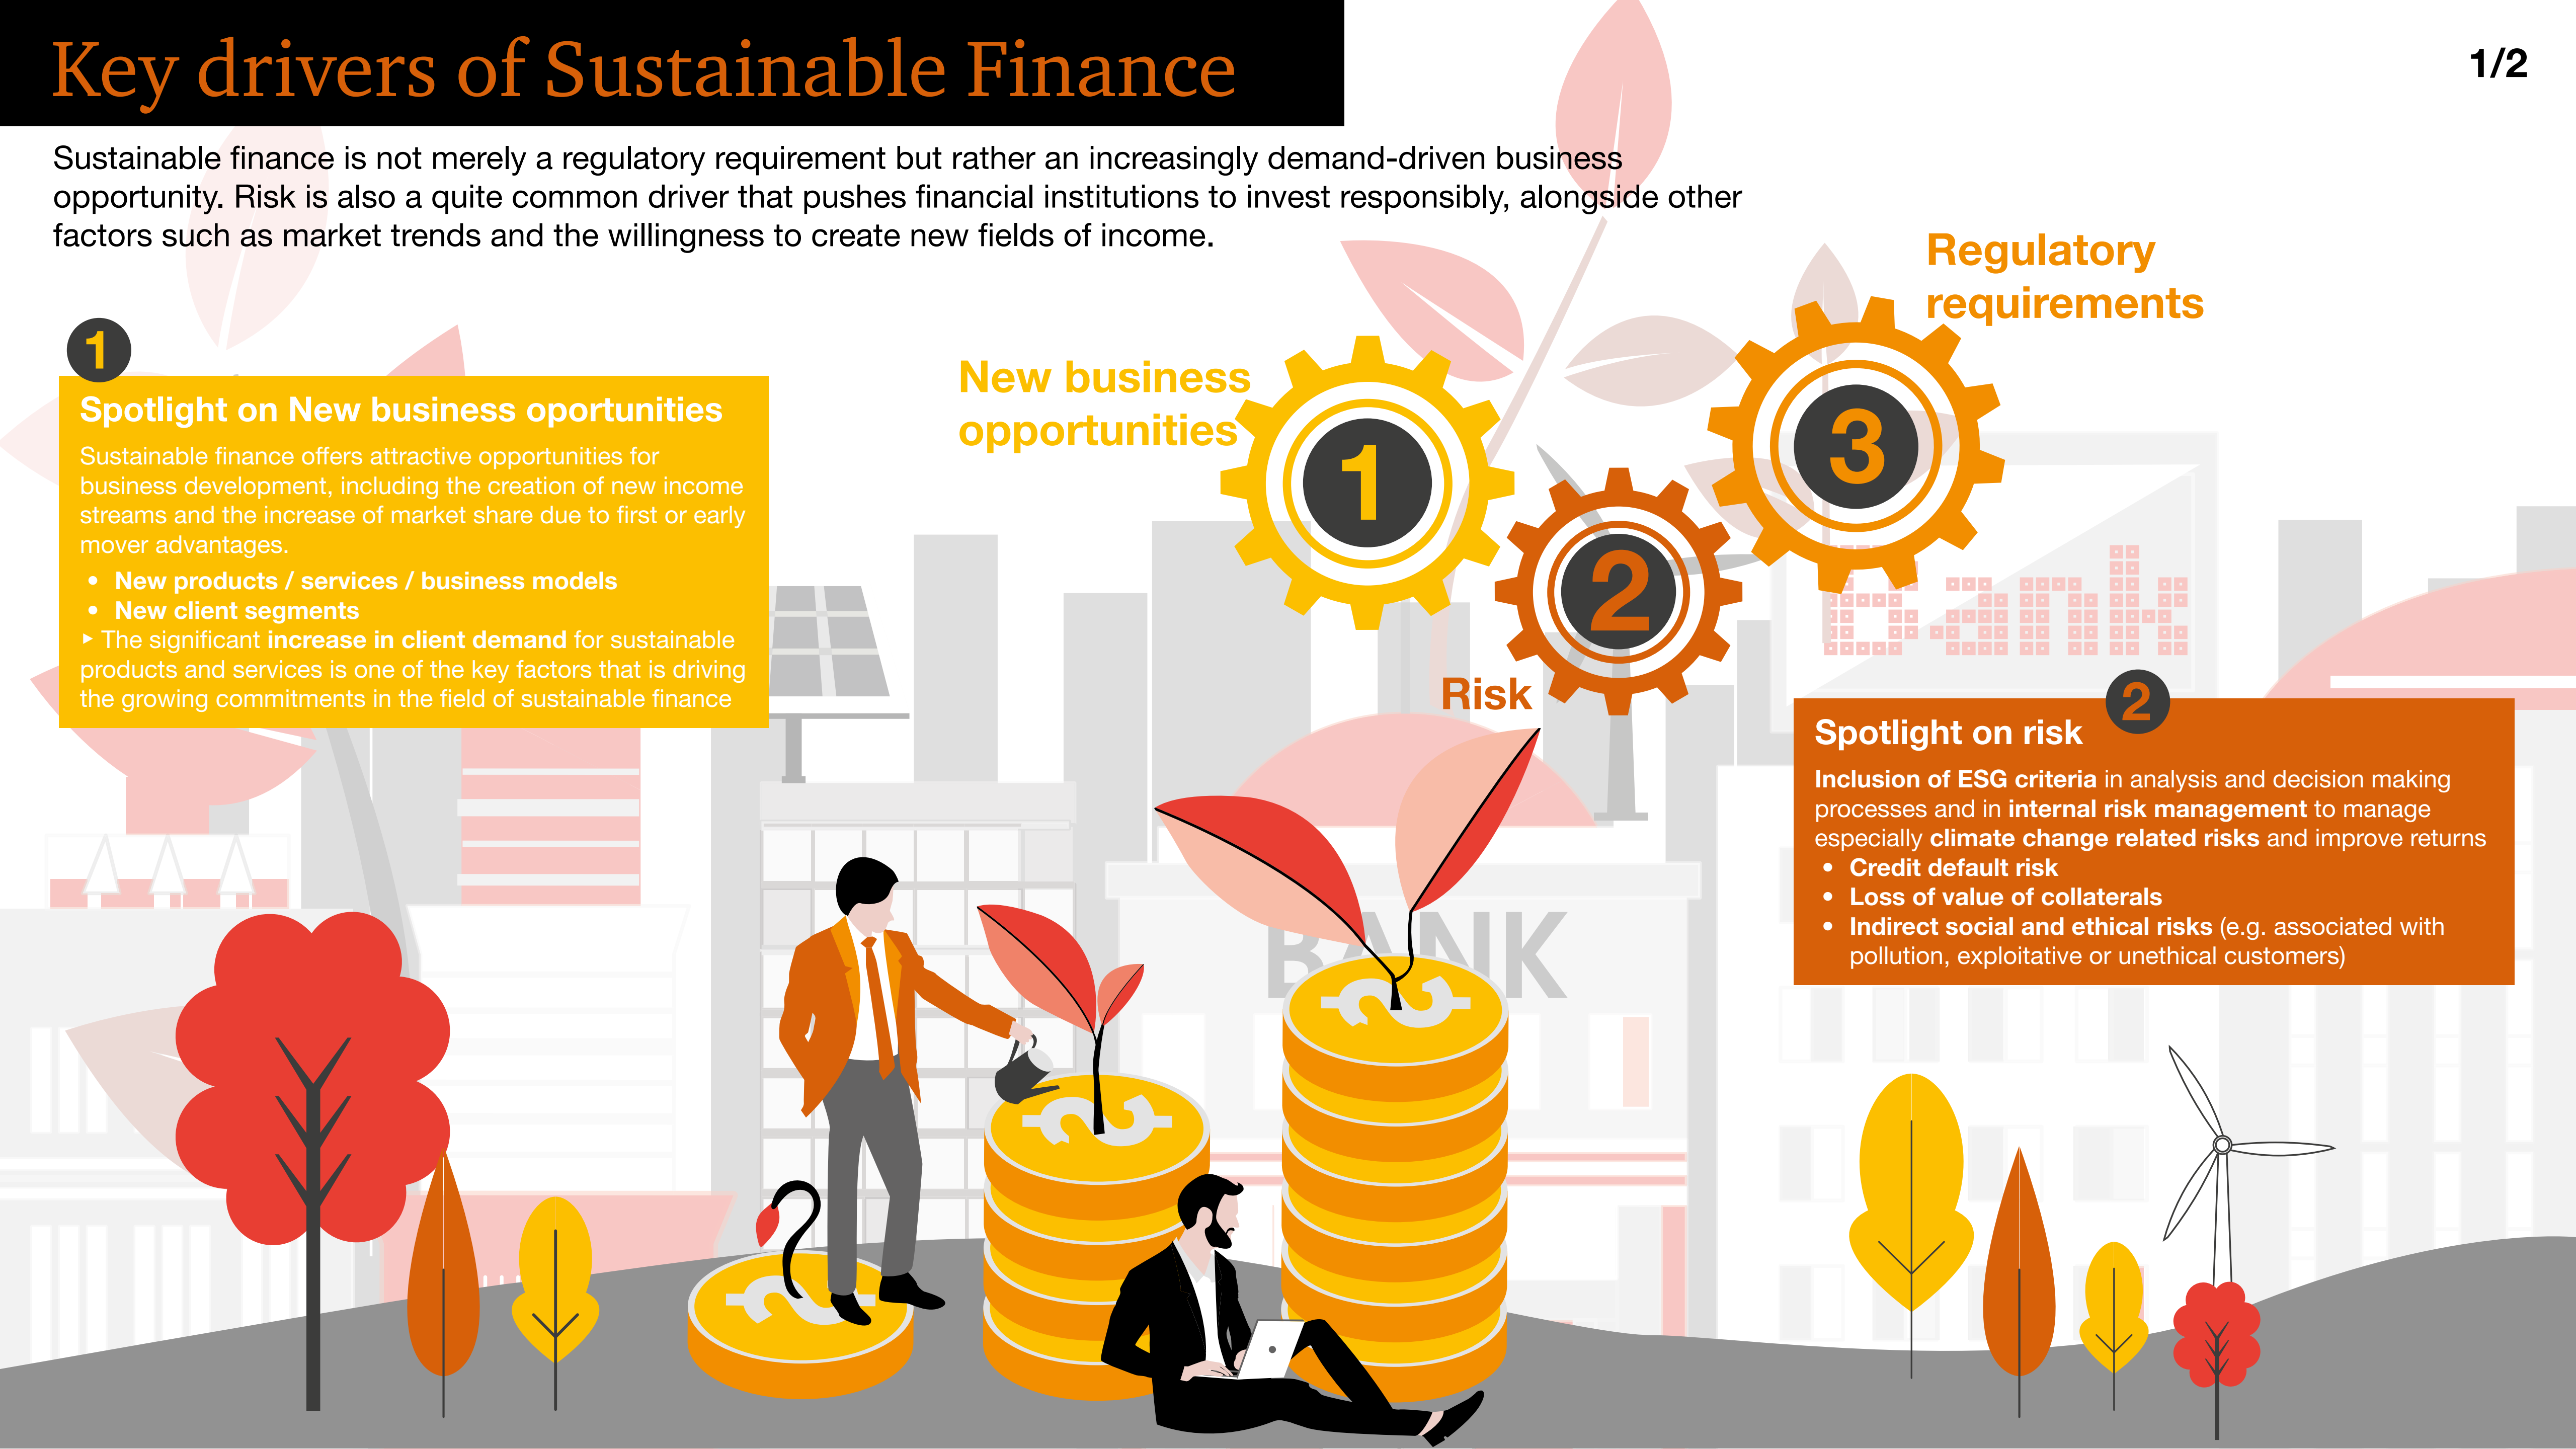 Key drivers of Sustainable Finance
1/2
Sustainable finance is not merely a regulatory requirement but rather an increasingly demand-driven business
opportunity. Risk is also a quite common driver that pushes financial institutions to invest responsibly, alongside other
factors such as market trends and the willingness to create new fields of income.
1
Spotlight on New business oportunities
Sustainable finance offers attractive opportunities for
business development, including the creation of new income
streams and the increase of market share due to first or early
mover advantages.
• New products / services / business models
• New client segments
‣ The significant increase in client demand for sustainable
products and services is one of the key factors that is driving
the growing commitments in the field of sustainable finance
New business
opportunities
1
Risk
2
Regulatory
requirements
3
b-ank
2
Spotlight on risk
Inclusion of ESG criteria in analysis and decision making
processes and in internal risk management to manage
especially climate change related risks and improve returns
• Credit default risk
• Loss of value of collaterals
• Indirect social and ethical risks (e.g. associated with
pollution, exploitative or unethical customers)
BANK